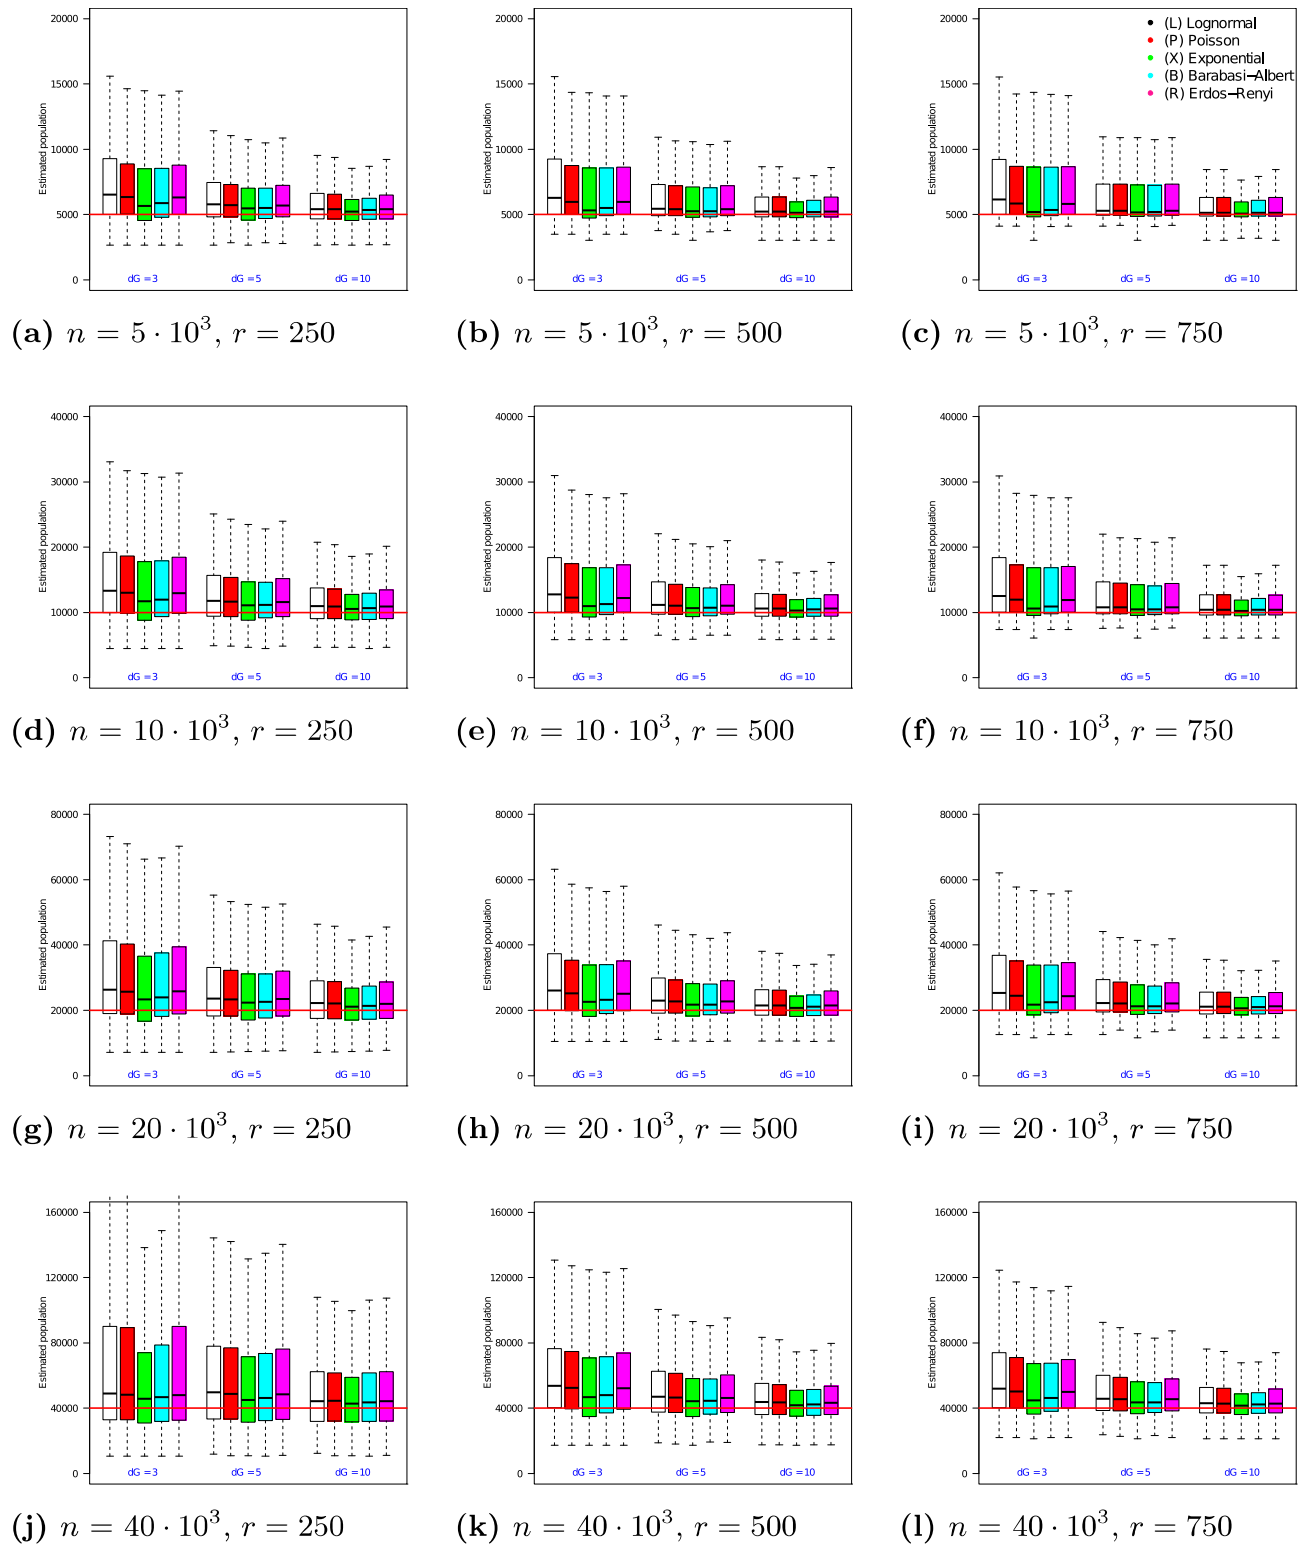 20000
15000
10000
5000
0
Estimated population
dG =3
dG =5
dG =10
(a) n = 5 · 10³, r = 250
20000
15000
10000
5000
0
Estimated population
dG =3
dG =5
dG =10
(b) n = 5 · 10³, r = 500
20000
15000
10000
5000
0
Estimated population
(L) Lognormal
(P) Poisson
(X) Exponential
(B) Barabasi–Albert
(R) Erdos–Renyi
dG =3
dG =5
dG =10
(c) n = 5 · 10³, r = 750
40000
30000
20000
10000
0
Estimated population
dG =3
dG =5
dG =10
(d) n = 10 · 10³, r = 250
40000
30000
20000
10000
0
Estimated population
dG =3
dG =5
dG =10
(e) n = 10 · 10³, r = 500
40000
30000
20000
10000
0
Estimated population
dG =3
dG =5
dG =10
(f) n = 10 · 10³, r = 750
80000
60000
40000
20000
0
Estimated population
dG =3
dG =5
dG =10
(g) n = 20 · 10³, r = 250
80000
60000
40000
20000
0
Estimated population
dG =3
dG =5
dG =10
(h) n = 20 · 10³, r = 500
80000
60000
40000
20000
0
Estimated population
dG =3
dG =5
dG =10
(i) n = 20 · 10³, r = 750
160000
120000
80000
40000
0
Estimated population
dG =3
dG =5
dG =10
(j) n = 40 · 10³, r = 250
160000
120000
80000
40000
0
Estimated population
dG =3
dG =5
dG =10
(k) n = 40 · 10³, r = 500
160000
120000
80000
40000
0
Estimated population
dG =3
dG =5
dG =10
(l) n = 40 · 10³, r = 750